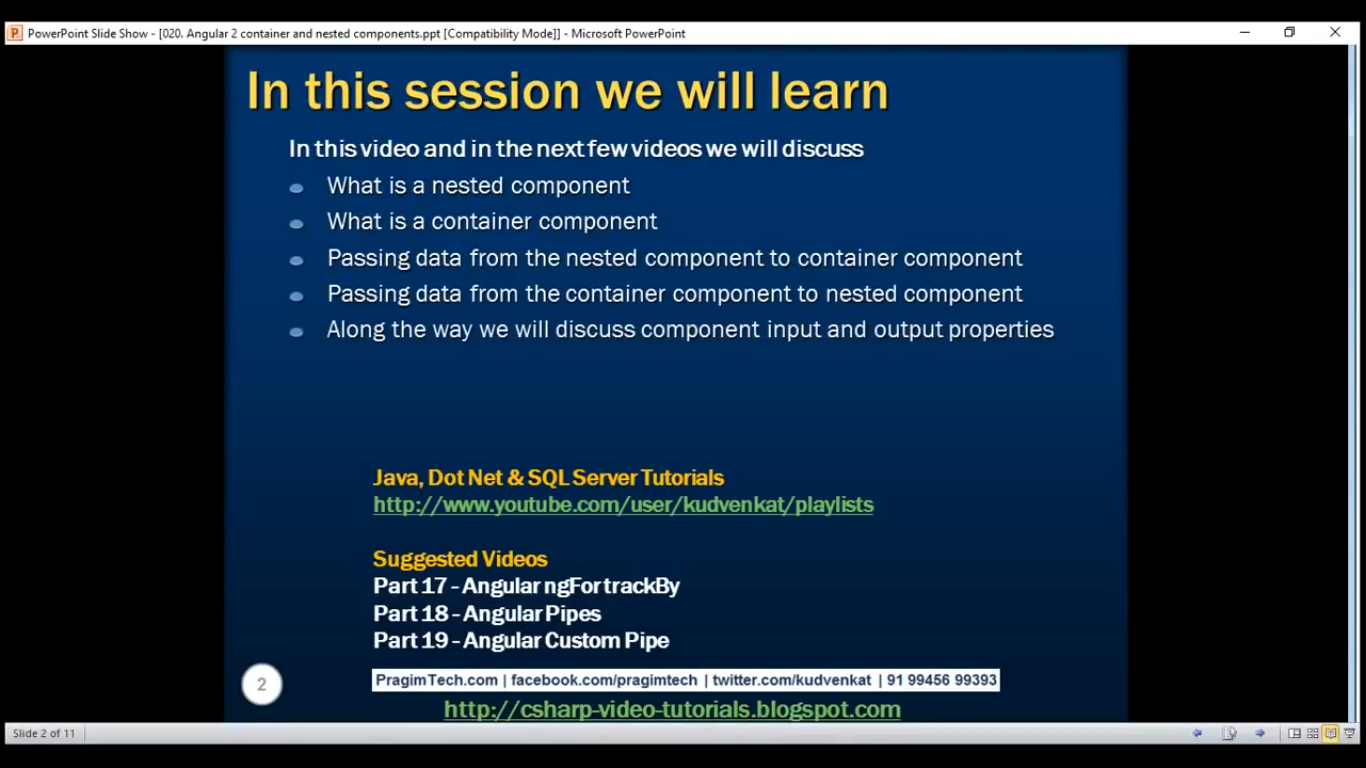 PowerPoint Slide Show - [020. Angular 2 container and nested components.ppt [Compatibility Mode]] - Microsoft PowerPoint
In this session we will learn
In this video and in the next few videos we will discuss
What is a nested component
What is a container component
Passing data from the nested component to container component
Passing data from the container component to nested component
Along the way we will discuss component input and output properties
Java, Dot Net & SQL Server Tutorials
http://www.youtube.com/user/kudvenkat/playlists
Suggested Videos
Part 17 - Angular ngFor trackBy
Part 18 - Angular Pipes
Part 19 - Angular Custom Pipe
2
PragimTech.com | facebook.com/pragimtech | twitter.com/kudvenkat | 91 99456 99393
http://csharp-video-tutorials.blogspot.com
Slide 2 of 11